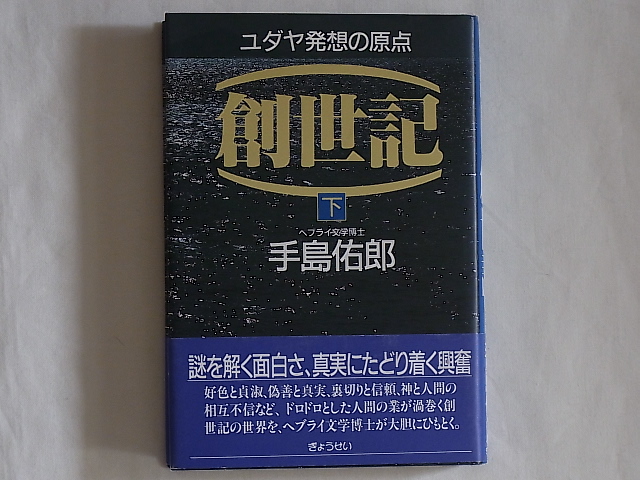 ユダヤ発想の原点
創世記
下
ヘブライ文学博士
手島佑郎
謎を解く面白さ、真実にたどり着く興奮
好色と貞淑、偽善と真実、裏切りと信頼、神と人間の
相互不信など、ドロドロとした人間の業が渦巻く創
世記の世界を、ヘブライ文学博士が大胆にひもとく。
ぎょうせい